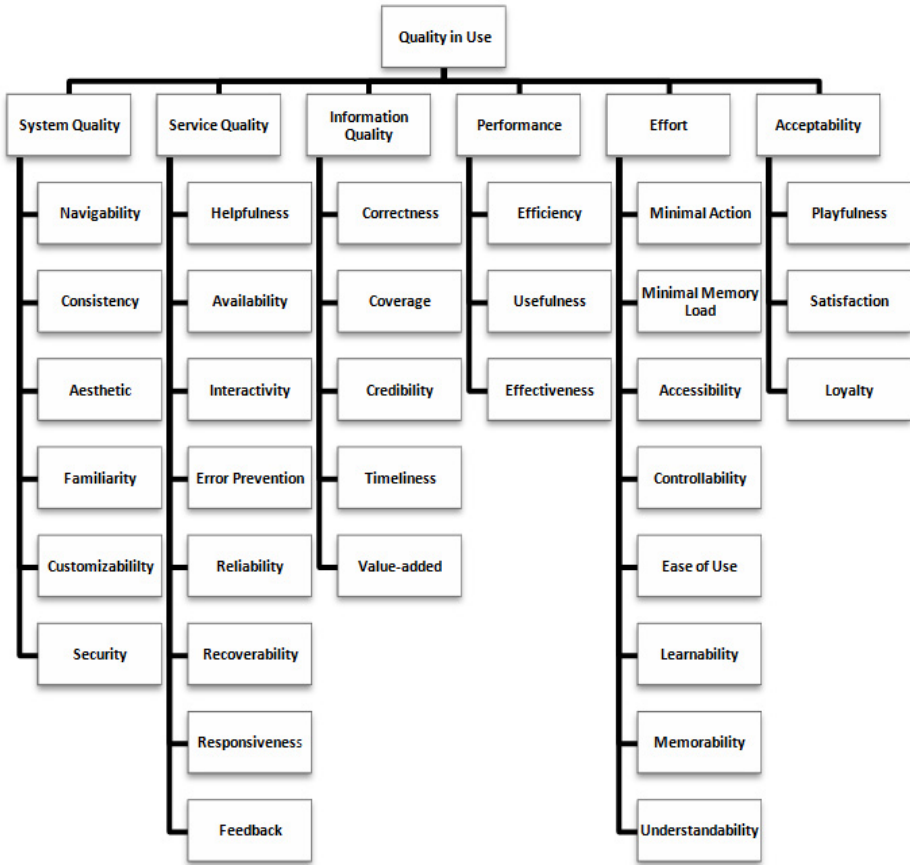 Quality in Use
System Quality
Service Quality
Information
Quality
Performance
Effort
Acceptability
Navigability
Helpfulness
Correctness
Efficiency
Minimal Action
Playfulness
Consistency
Availability
Coverage
Usefulness
Minimal Memory
Load
Satisfaction
Aesthetic
Interactivity
Credibility
Effectiveness
Accessibility
Loyalty
Familiarity
Error Prevention
Timeliness
Controllability
Customizabililty
Reliability
Value-added
Ease of Use
Security
Recoverability
Learnability
Responsiveness
Memorability
Feedback
Understandability